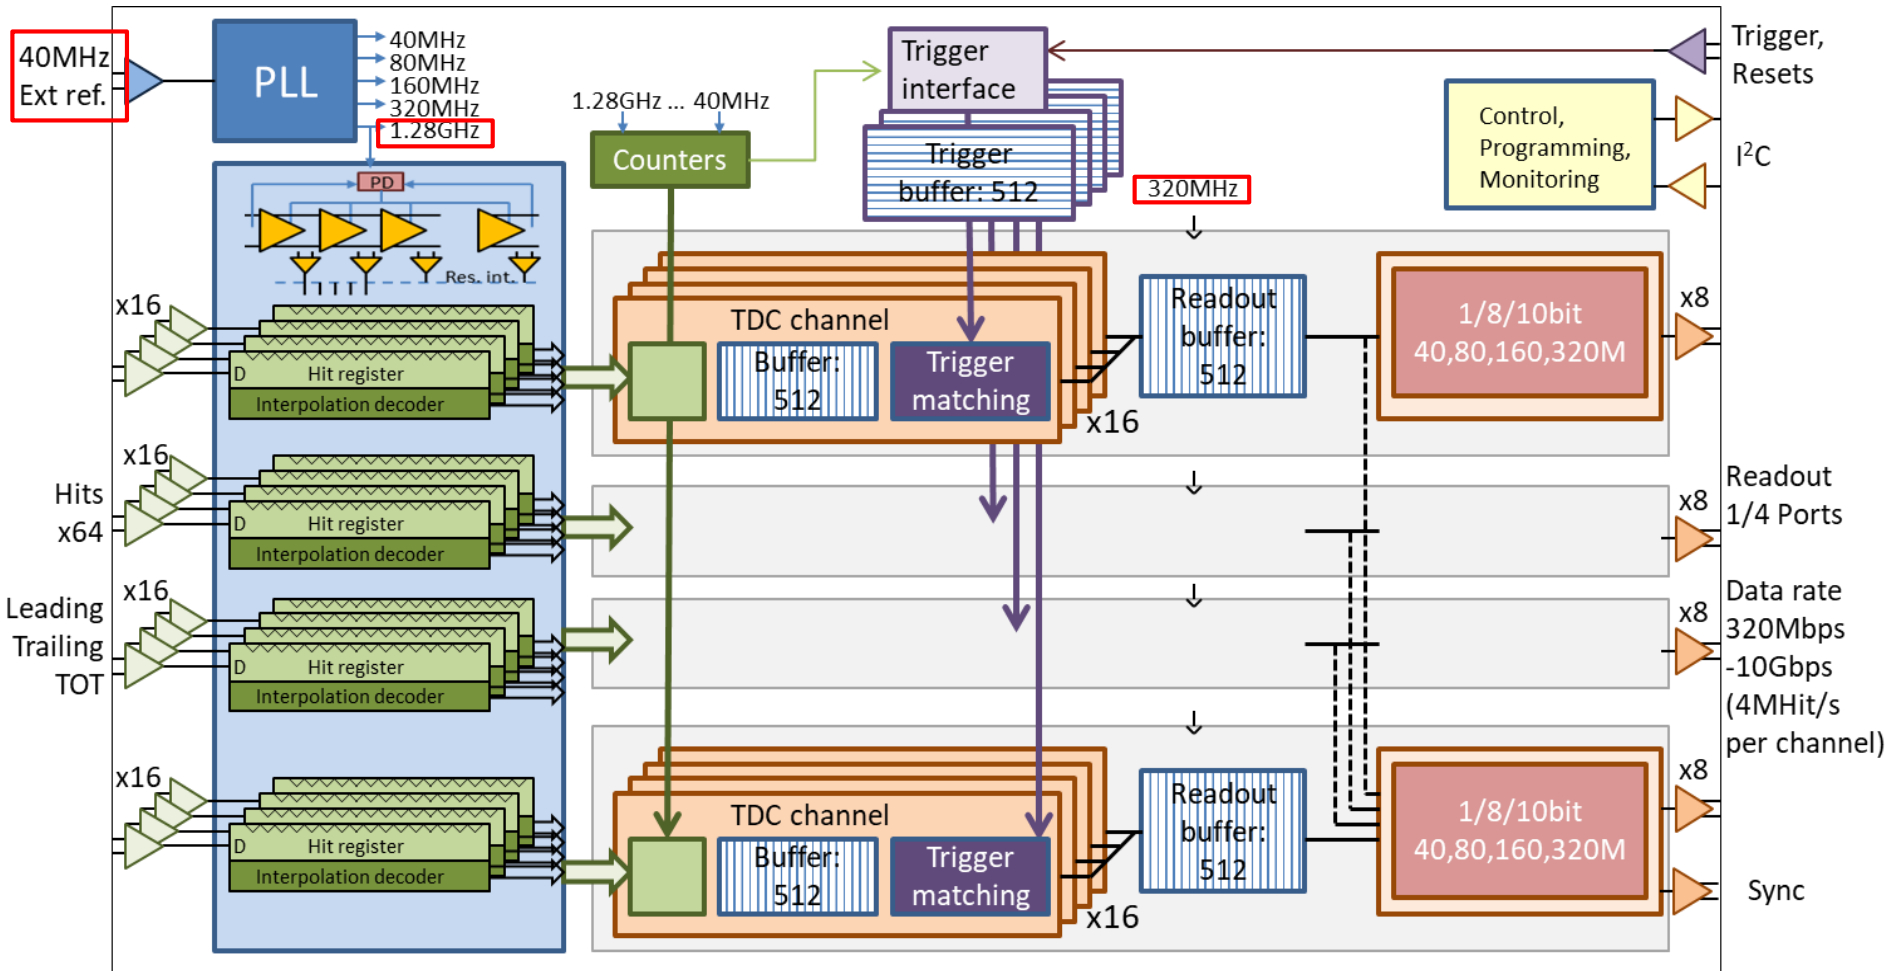 40MHz
Ext ref.
PLL
40MHz
80MHz
160MHz
320MHz
1.28GHz
1.28GHz ... 40MHz
Counters
Trigger
interface
Trigger
buffer: 512
Trigger,
Resets
Control,
Programming,
Monitoring
I²C
320MHz
PD
Res. int.
x16
D
Hit register
Interpolation decoder
TDC channel
Buffer:
512
Trigger
matching
x16
Readout
buffer:
512
1/8/10bit
40,80,160,320M
x8
x16
Hits
x64
D
Hit register
Interpolation decoder
x8
Readout
1/4 Ports
x16
Leading
Trailing
TOT
D
Hit register
Interpolation decoder
x8
Data rate
320Mbps
-10Gbps
(4MHit/s
per channel)
x16
D
Hit register
Interpolation decoder
TDC channel
Buffer:
512
Trigger
matching
x16
Readout
buffer:
512
1/8/10bit
40,80,160,320M
x8
Sync